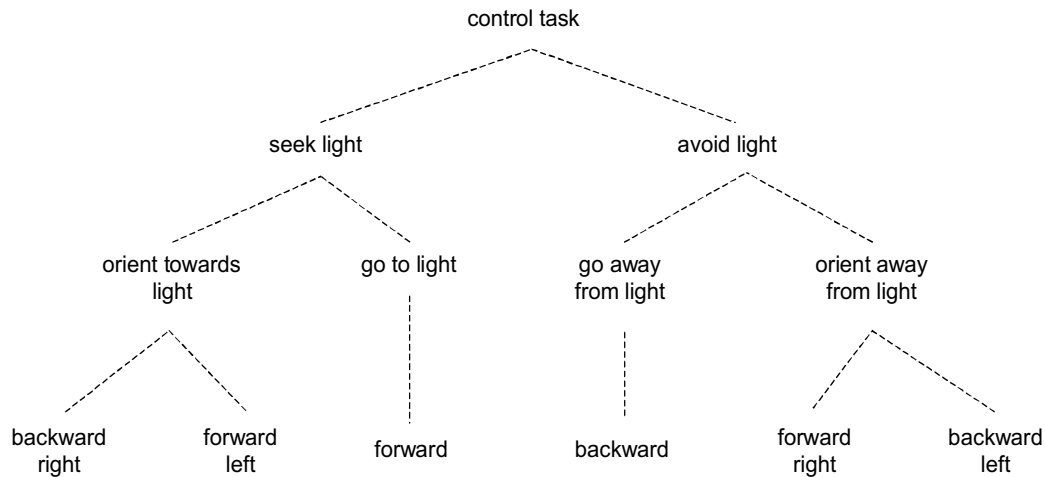 control task
seek light
avoid light
orient towards
light
go to light
go away
from light
orient away
from light
backward
right
forward
left
forward
backward
forward
right
backward
left